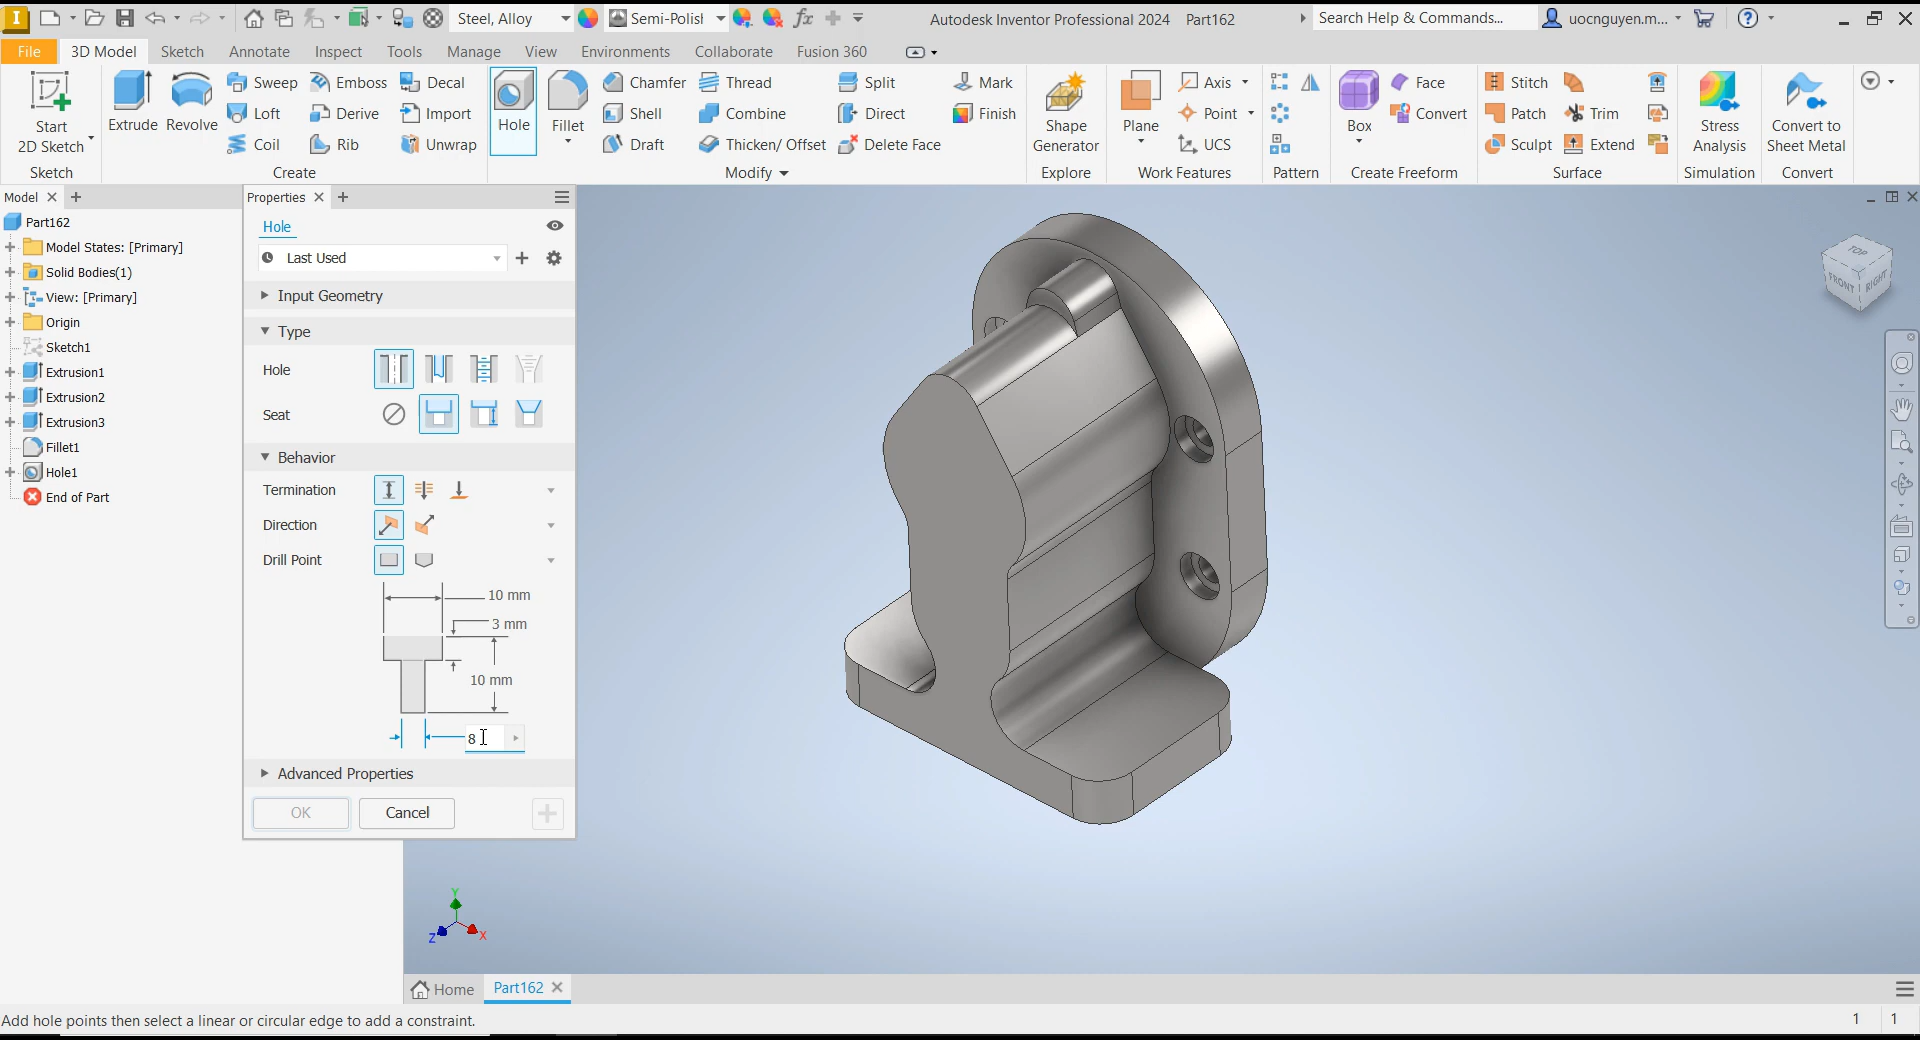 Steel, Alloy
Semi-Polish
fx
Autodesk Inventor Professional 2024 Part162
Search Help & Commands...
uocnguyen.m...
File
3D Model
Sketch
Annotate
Inspect
Tools
Manage
View
Environments
Collaborate
Fusion 360
Start
2D Sketch
Sketch
Extrude
Revolve
Sweep
Loft
Coil
Emboss
Derive
Rib
Decal
Import
Unwrap
Create
Hole
Fillet
Chamfer
Shell
Draft
Thread
Combine
Thicken/ Offset
Split
Direct
Delete Face
Mark
Finish
Modify
Shape
Generator
Explore
Plane
Axis
Point
UCS
Work Features
Pattern
Box
Face
Convert
Create Freeform
Stitch
Patch
Sculpt
Trim
Extend
Surface
Stress
Analysis
Simulation
Convert to
Sheet Metal
Convert
Model
Part162
Model States: [Primary]
Solid Bodies(1)
View: [Primary]
Origin
Sketch1
Extrusion1
Extrusion2
Extrusion3
Fillet1
Hole1
End of Part
Properties
Hole
Last Used
Input Geometry
Type
Hole
Seat
Behavior
Termination
Direction
Drill Point
10 mm
3 mm
10 mm
8
Advanced Properties
OK
Cancel
TOP
FRONT
RIGHT
Y
Z
X
Home
Part162
Add hole points then select a linear or circular edge to add a constraint.
1
1